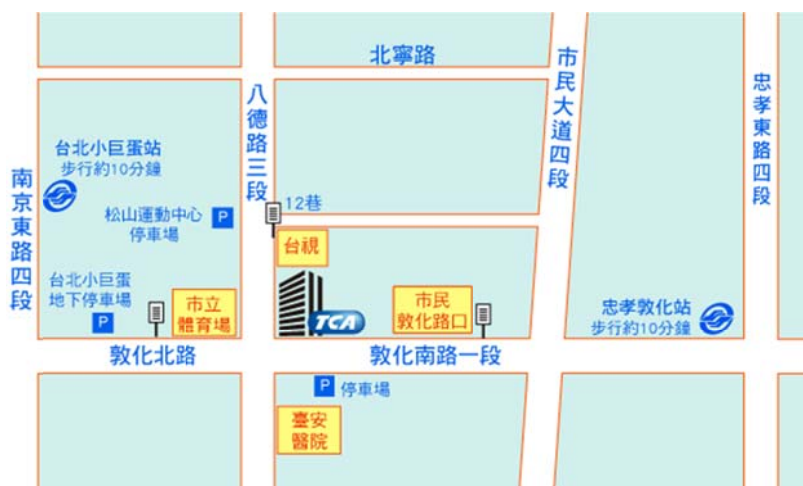 北寧路
市民大道四段
忠孝東路四段
八德路三段
南京東路四段
台北小巨蛋站
步行約10分鐘
松山運動中心
停車場
P
12巷
台視
台北小巨蛋
地下停車場
P
市立
體育場
TCA
市民
敦化路口
忠孝敦化站
步行約10分鐘
敦化北路
敦化南路一段
P 停車場
臺安
醫院